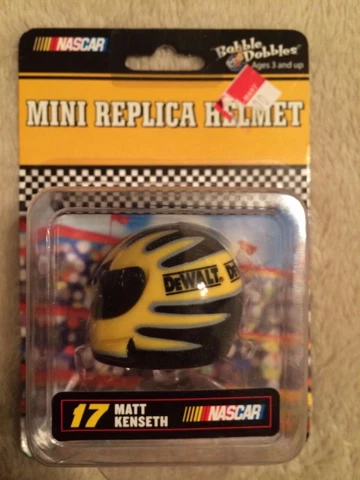 NASCAR
Bobble Dobbles
Ages 3 and up
MINI REPLICA HELMET
DEWALT
17 MATT KENSETH NASCAR